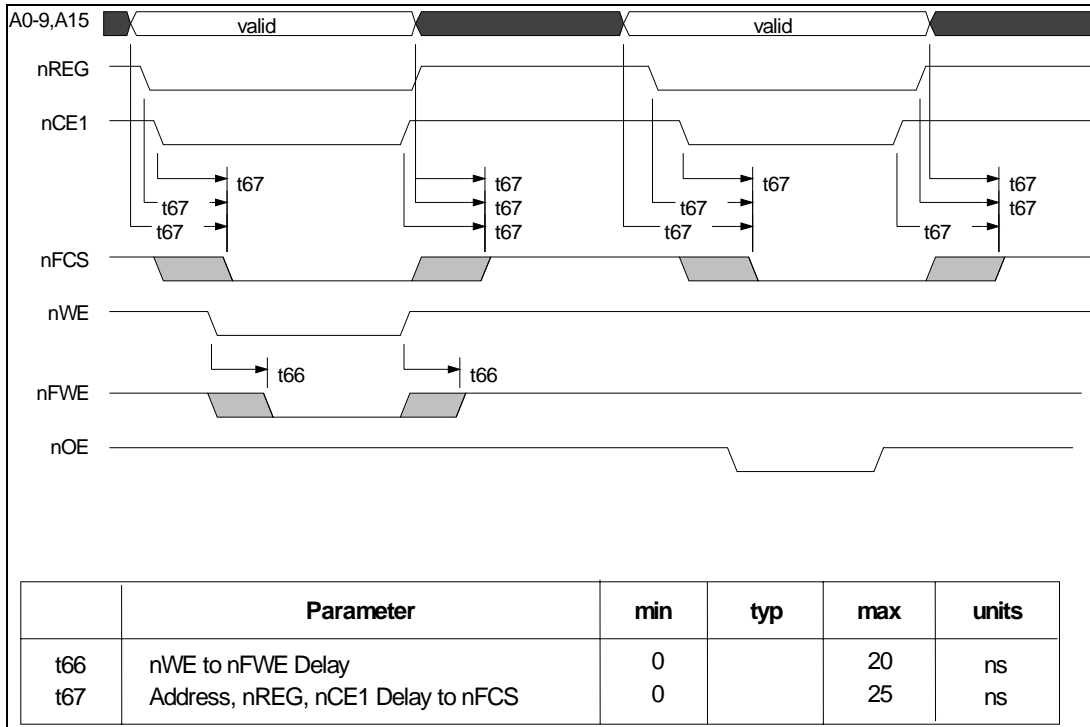 A0-9,A15 valid valid
nREG
nCE1
t67 t67 t67 t67
t67 t67 t67 t67
t67 t67 t67 t67
nFCS
nWE
t66 t66
nFWE
nOE
Parameter min typ max units
t66 nWE to nFWE Delay 0 20 ns
t67 Address, nREG, nCE1 Delay to nFCS 0 25 ns